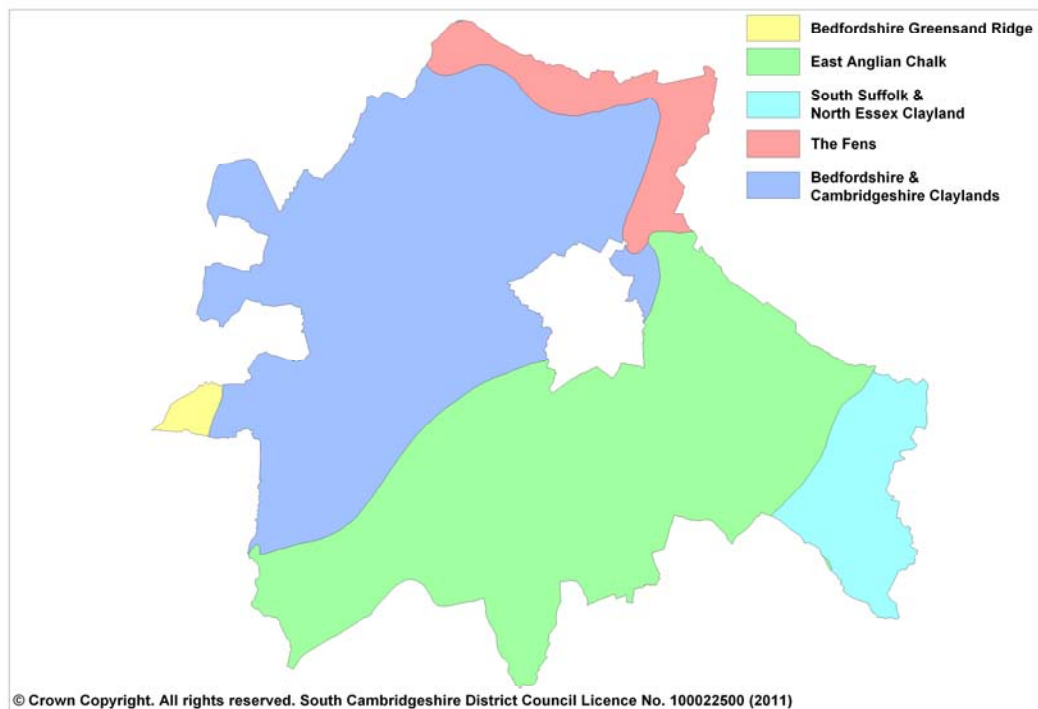 Bedfordshire Greensand Ridge
East Anglian Chalk
South Suffolk &
North Essex Clayland
The Fens
Bedfordshire &
Cambridgeshire Claylands
© Crown Copyright. All rights reserved. South Cambridgeshire District Council Licence No. 100022500 (2011)